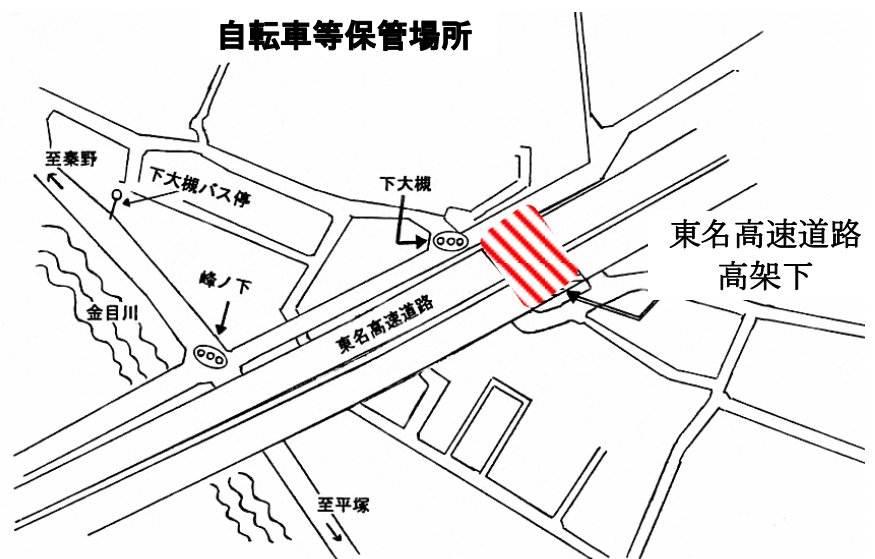 自転車等保管場所
至秦野
下大槻バス停
下大槻
東名高速道路
高架下
峰ノ下
金目川
東名高速道路
至平塚